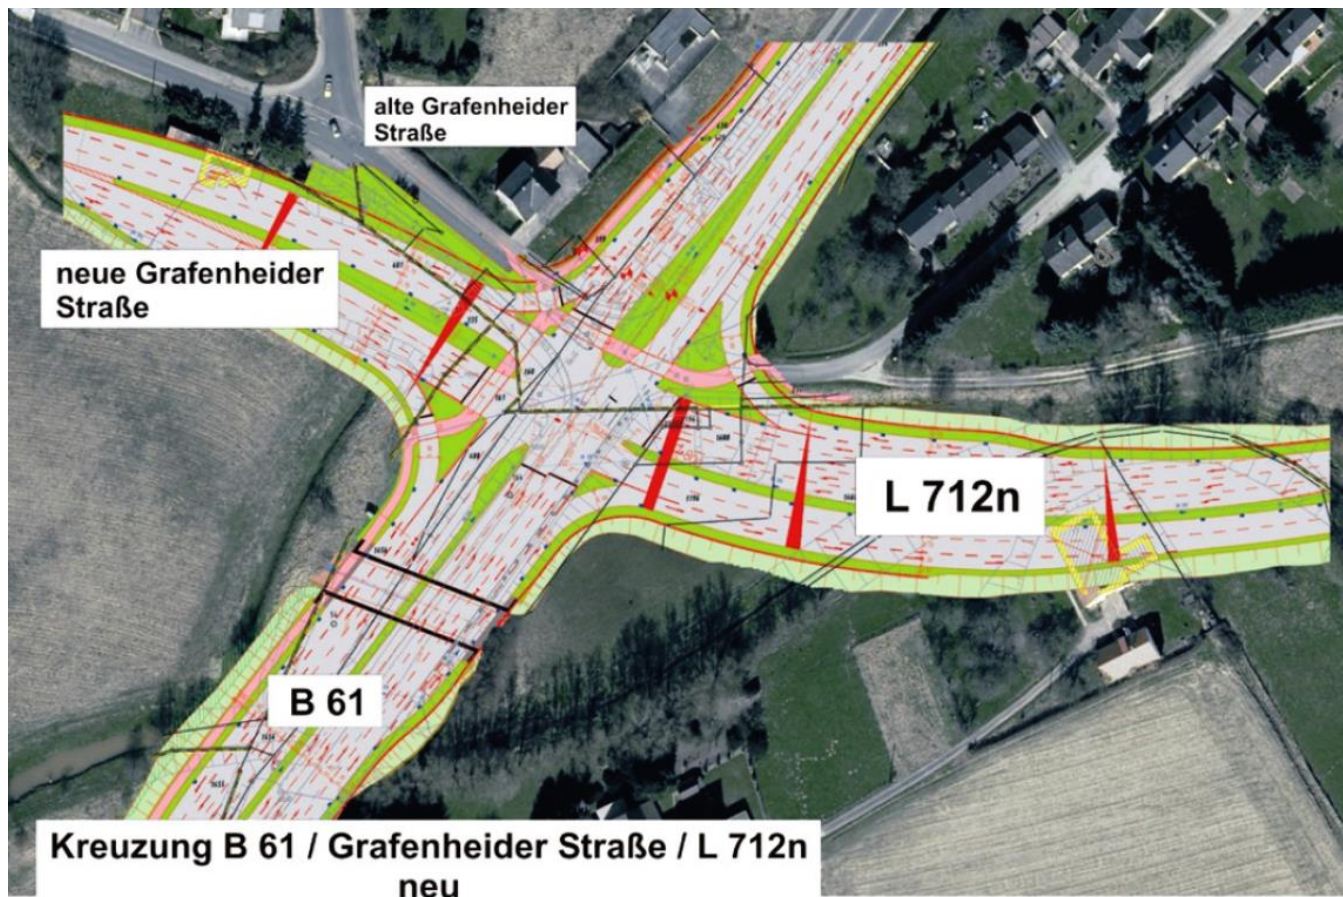 alte Grafenheider
Straße
neue Grafenheider
Straße
L 712n
B 61
Kreuzung B 61 / Grafenheider Straße / L 712n
neu